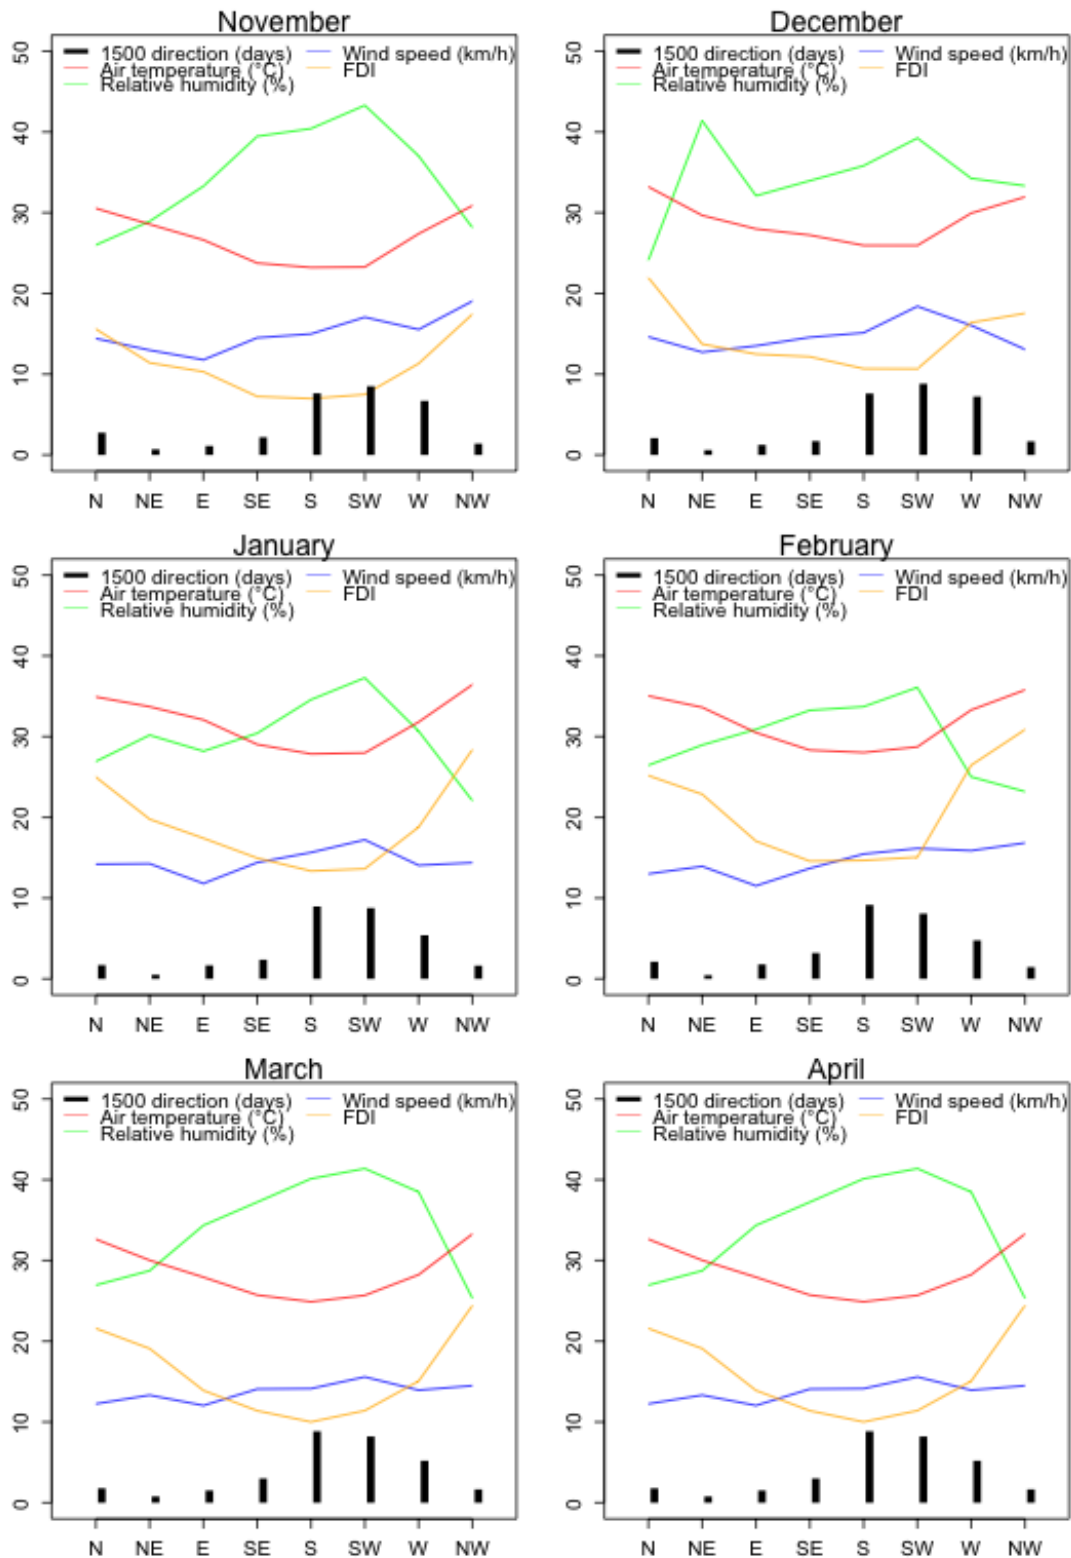 November
1500 direction (days) Wind speed (km/h)
Air temperature (°C) FDI
Relative humidity (%)
50
40
30
20
10
0
N NE E SE S SW W NW
December
1500 direction (days) Wind speed (km/h)
Air temperature (°C) FDI
Relative humidity (%)
50
40
30
20
10
0
N NE E SE S SW W NW
January
1500 direction (days) Wind speed (km/h)
Air temperature (°C) FDI
Relative humidity (%)
50
40
30
20
10
0
N NE E SE S SW W NW
February
1500 direction (days) Wind speed (km/h)
Air temperature (°C) FDI
Relative humidity (%)
50
40
30
20
10
0
N NE E SE S SW W NW
March
1500 direction (days) Wind speed (km/h)
Air temperature (°C) FDI
Relative humidity (%)
50
40
30
20
10
0
N NE E SE S SW W NW
April
1500 direction (days) Wind speed (km/h)
Air temperature (°C) FDI
Relative humidity (%)
50
40
30
20
10
0
N NE E SE S SW W NW